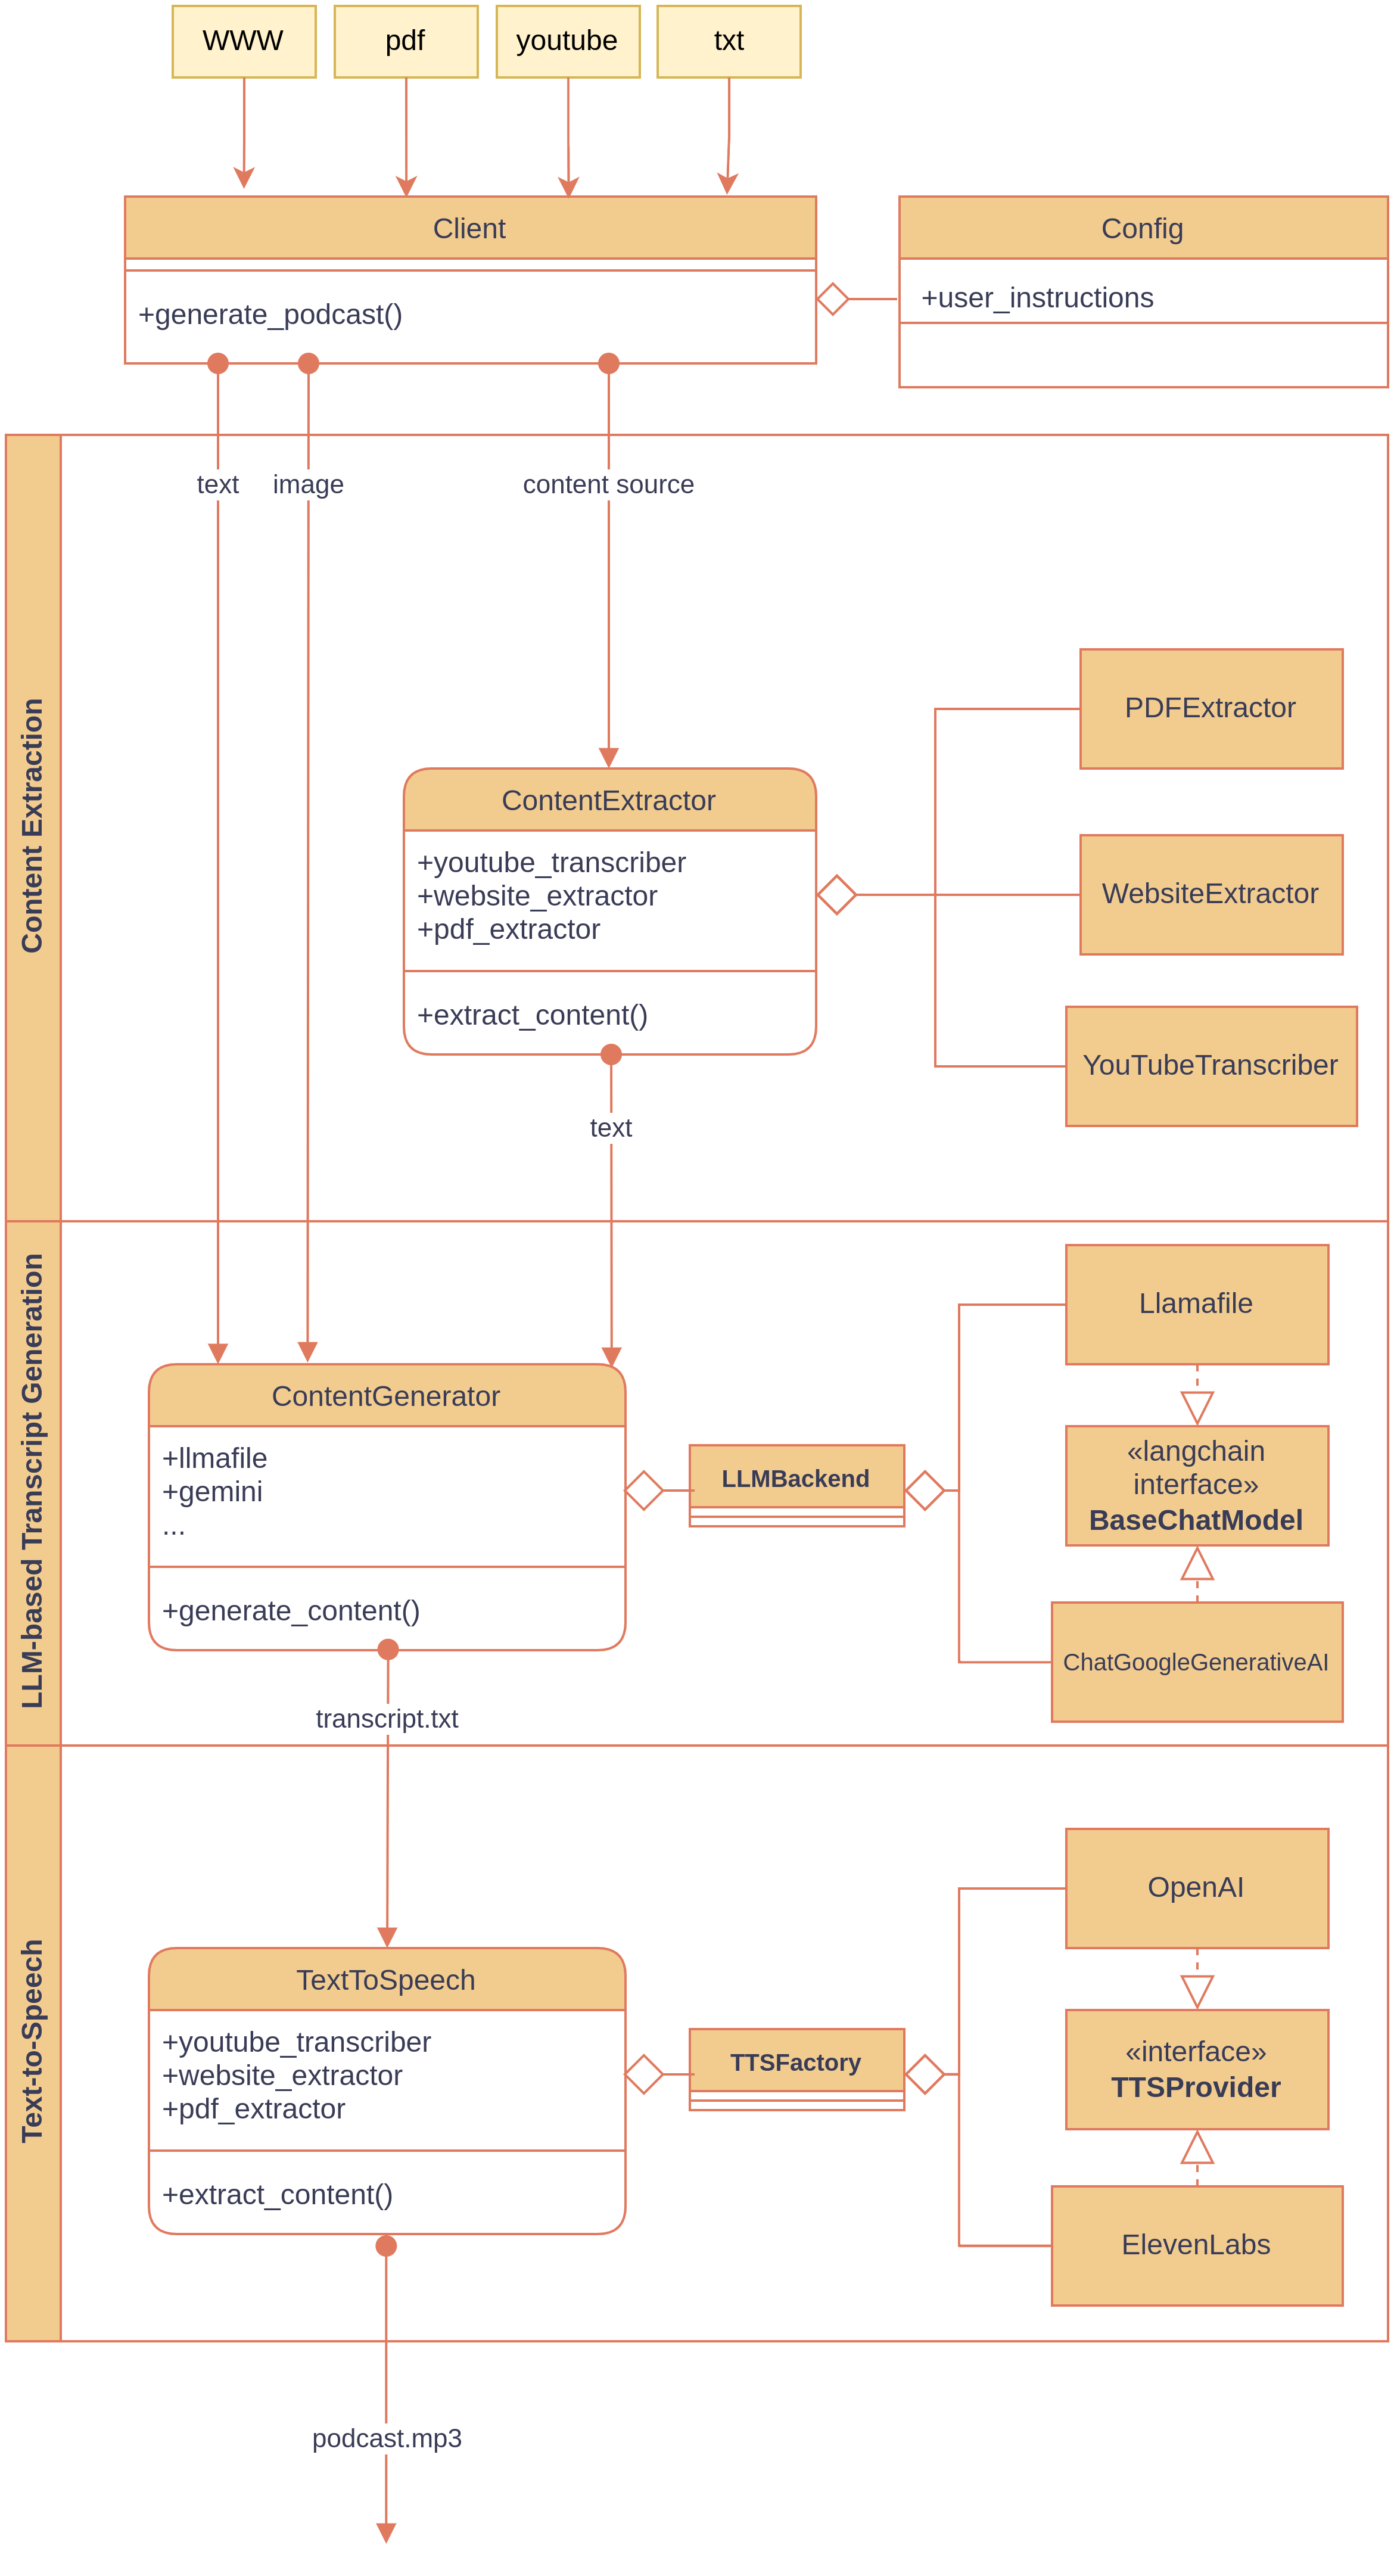 WWW
pdf
youtube
txt
Client
+generate_podcast()
Config
+user_instructions
Content Extraction
text
image
content source
PDFExtractor
ContentExtractor
+youtube_transcriber
+website_extractor
+pdf_extractor
+extract_content()
WebsiteExtractor
YouTubeTranscriber
text
LLM-based Transcript Generation
Llamafile
ContentGenerator
+llmafile
+gemini
...
+generate_content()
LLMBackend
«langchain
interface»
BaseChatModel
ChatGoogleGenerativeAI
transcript.txt
Text-to-Speech
OpenAI
TextToSpeech
+youtube_transcriber
+website_extractor
+pdf_extractor
+extract_content()
TTSFactory
«interface»
TTSProvider
ElevenLabs
podcast.mp3